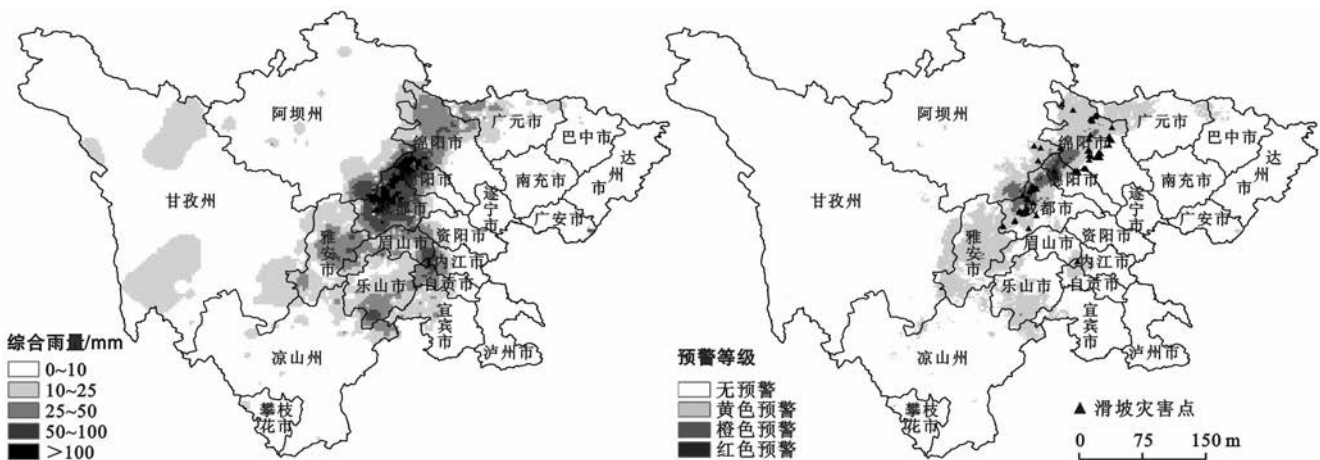 阿坝州
广元市
绵阳市
巴中市
达州市
甘孜州
南充市
遂宁市
广安市
资阳市
雅安市
眉山市
内江市
乐山市
自贡市
宜宾市
泸州市
凉山州
攀枝
花市
综合雨量/mm
0~10
10~25
25~50
50~100
>100
阿坝州
广元市
绵阳市
巴中市
达州市
甘孜州
南充市
遂宁市
成都市
广安市
资阳市
雅安市
眉山市
内江市
乐山市
自贡市
宜宾市
泸州市
凉山州
攀枝
花市
预警等级
无预警
黄色预警
橙色预警
红色预警
滑坡灾害点
0 75 150 m